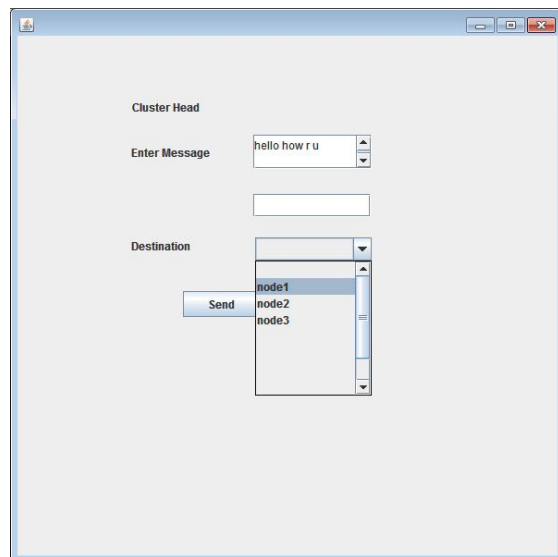 Cluster Head
Enter Message
hello how r u
Destination
node1
Send
node2
node3